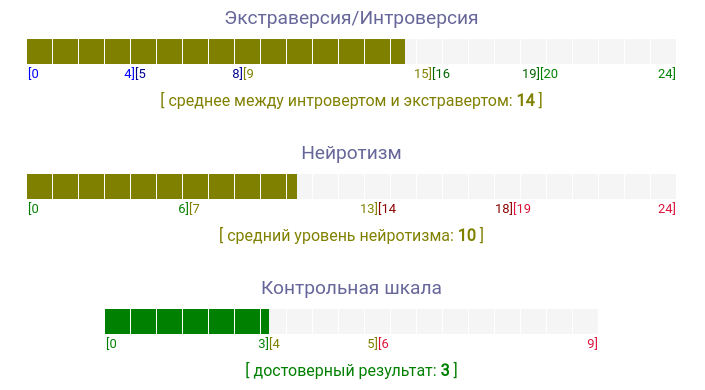 Экстраверсия/Интроверсия
[0 4][5 8][9 15][16 19][20 24]
[ среднее между интровертом и экстравертом: 14 ]
Нейротизм
[0 6][7 13][14 18][19 24]
[ средний уровень нейротизма: 10 ]
Контрольная шкала
[0 3][4 5][6 9]
[ достоверный результат: 3 ]